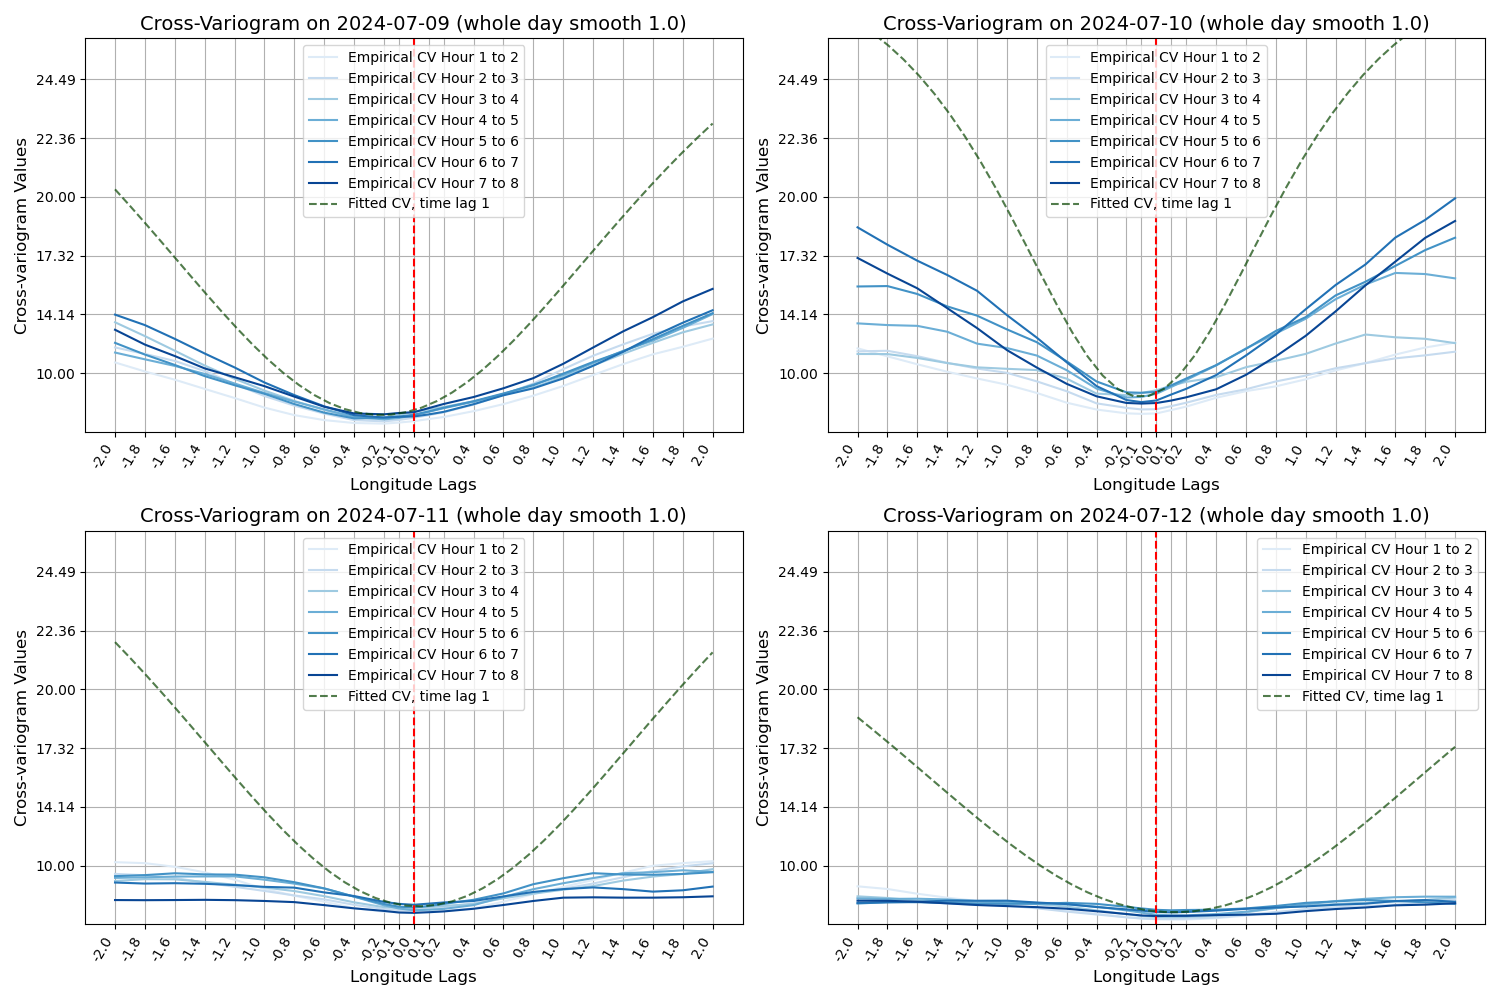 Cross-Variogram on 2024-07-09 (whole day smooth 1.0)
Cross-variogram Values
24.49
22.36
20.00
17.32
14.14
10.00
Empirical CV Hour 1 to 2
Empirical CV Hour 2 to 3
Empirical CV Hour 3 to 4
Empirical CV Hour 4 to 5
Empirical CV Hour 5 to 6
Empirical CV Hour 6 to 7
Empirical CV Hour 7 to 8
Fitted CV, time lag 1
-2.0 -1.8 -1.6 -1.4 -1.2 -1.0 -0.8 -0.6 -0.4 -0.2 -0.1 0.0 0.1 0.2 0.4 0.6 0.8 1.0 1.2 1.4 1.6 1.8 2.0
Longitude Lags
Cross-Variogram on 2024-07-10 (whole day smooth 1.0)
Cross-variogram Values
24.49
22.36
20.00
17.32
14.14
10.00
Empirical CV Hour 1 to 2
Empirical CV Hour 2 to 3
Empirical CV Hour 3 to 4
Empirical CV Hour 4 to 5
Empirical CV Hour 5 to 6
Empirical CV Hour 6 to 7
Empirical CV Hour 7 to 8
Fitted CV, time lag 1
-2.0 -1.8 -1.6 -1.4 -1.2 -1.0 -0.8 -0.6 -0.4 -0.2 -0.1 0.0 0.1 0.2 0.4 0.6 0.8 1.0 1.2 1.4 1.6 1.8 2.0
Longitude Lags
Cross-Variogram on 2024-07-11 (whole day smooth 1.0)
Cross-variogram Values
24.49
22.36
20.00
17.32
14.14
10.00
Empirical CV Hour 1 to 2
Empirical CV Hour 2 to 3
Empirical CV Hour 3 to 4
Empirical CV Hour 4 to 5
Empirical CV Hour 5 to 6
Empirical CV Hour 6 to 7
Empirical CV Hour 7 to 8
Fitted CV, time lag 1
-2.0 -1.8 -1.6 -1.4 -1.2 -1.0 -0.8 -0.6 -0.4 -0.2 -0.1 0.0 0.1 0.2 0.4 0.6 0.8 1.0 1.2 1.4 1.6 1.8 2.0
Longitude Lags
Cross-Variogram on 2024-07-12 (whole day smooth 1.0)
Cross-variogram Values
24.49
22.36
20.00
17.32
14.14
10.00
Empirical CV Hour 1 to 2
Empirical CV Hour 2 to 3
Empirical CV Hour 3 to 4
Empirical CV Hour 4 to 5
Empirical CV Hour 5 to 6
Empirical CV Hour 6 to 7
Empirical CV Hour 7 to 8
Fitted CV, time lag 1
-2.0 -1.8 -1.6 -1.4 -1.2 -1.0 -0.8 -0.6 -0.4 -0.2 -0.1 0.0 0.1 0.2 0.4 0.6 0.8 1.0 1.2 1.4 1.6 1.8 2.0
Longitude Lags